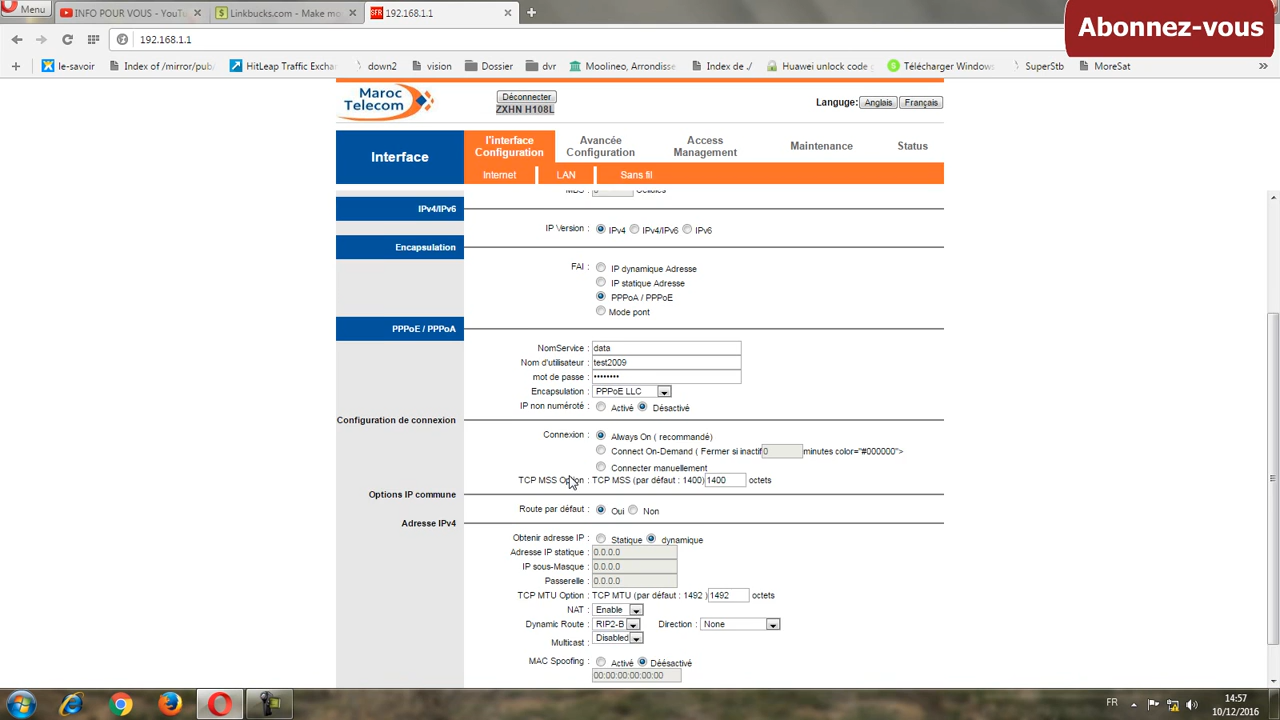 Menu
INFO POUR VOUS - YouTu
Linkbucks.com - Make mo
SFR 192.168.1.1
Abonnez-vous
192.168.1.1
le-savoir
Index of /mirror/pub/
HitLeap Traffic Exchan
down2
vision
Dossier
dvr
Moolineo, Arrondisse
Index de./
Huawei unlock code g
Télécharger Windows
SuperStb
MoreSat
Maroc
Telecom
Déconnecter
ZXHN H108L
Languge:
Anglais
Français
Interface
l'interface
Configuration
Avancée
Configuration
Access
Management
Maintenance
Status
Internet
LAN
Sans fil
IPv4/IPv6
IP Version : IPv4 IPv4/IPv6 IPv6
Encapsulation
FAI : IP dynamique Adresse
IP statique Adresse
PPPoA / PPPoE
Mode pont
PPPoE / PPPoA
NomService : data
Nom d'utilisateur : test2009
mot de passe : ••••••••
Encapsulation : PPPoE LLC
IP non numéroté : Activé Désactivé
Configuration de connexion
Connexion : Always On ( recommandé)
Connect On-Demand ( Fermer si inactif 0 minutes color="#000000">
Connecter manuellement
TCP MSS Option : TCP MSS (par défaut : 1400) 1400 octets
Options IP commune
Route par défaut : Oui Non
Adresse IPv4
Obtenir adresse IP : Statique dynamique
Adresse IP statique : 0.0.0.0
IP sous-Masque : 0.0.0.0
Passerelle : 0.0.0.0
TCP MTU Option : TCP MTU (par défaut : 1492 ) 1492 octets
NAT : Enable
Dynamic Route : RIP2-B Direction : None
Multicast : Disabled
MAC Spoofing : Activé Déésactivé
00:00:00:00:00:00
FR
14:57
10/12/2016